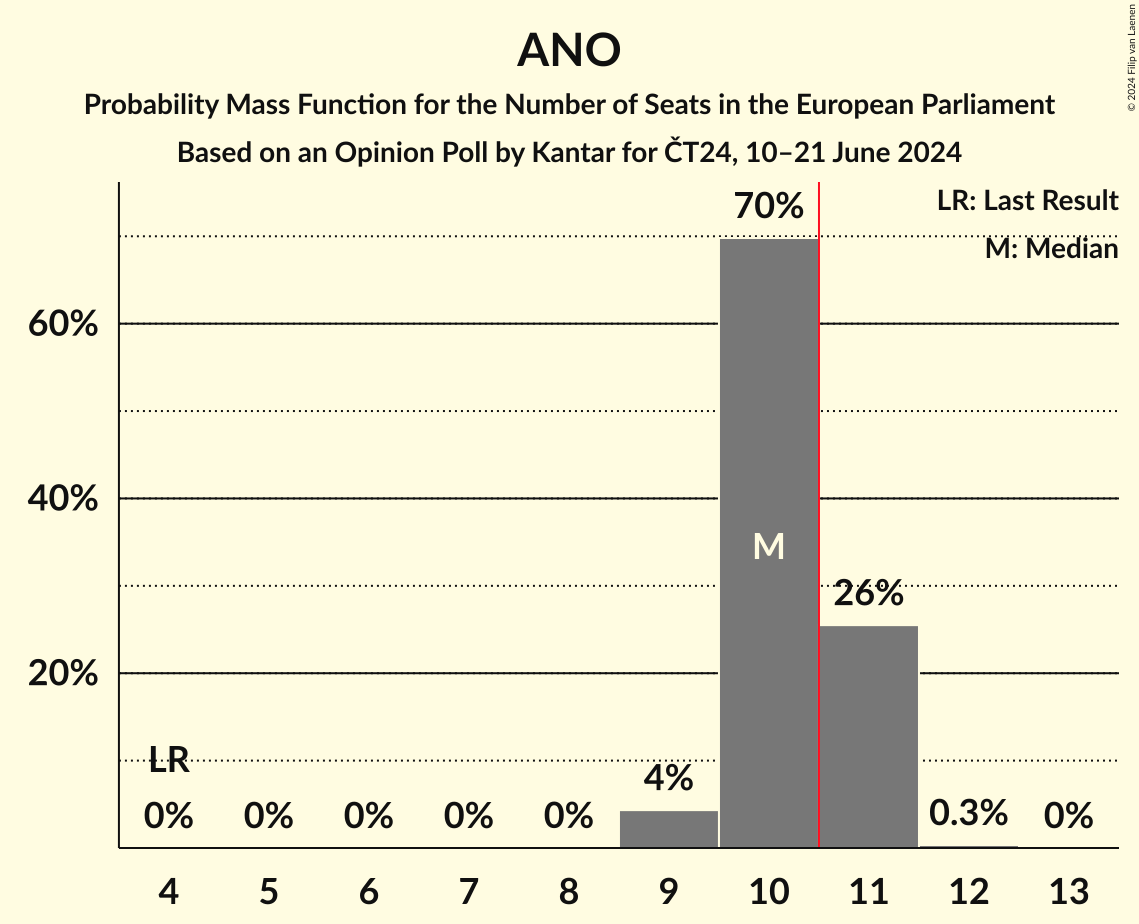 ANO
Probability Mass Function for the Number of Seats in the European Parliament
Based on an Opinion Poll by Kantar for ČT24, 10–21 June 2024
© 2024 Filip van Laenen
LR: Last Result
M: Median
70%
60%
40%
M
26%
20%
LR
4%
0% 0% 0% 0% 0% 0.3% 0%
4 5 6 7 8 9 10 11 12 13